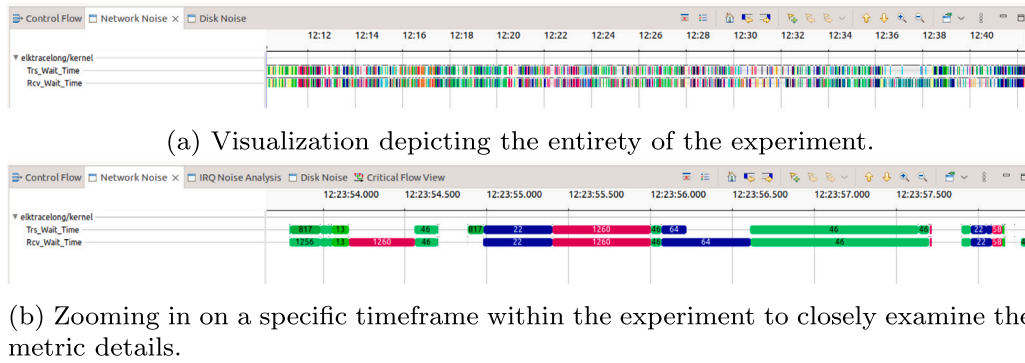 Control Flow Network Noise × Disk Noise
12:12 12:14 12:16 12:18 12:20 12:22 12:24 12:26 12:28 12:30 12:32 12:34 12:36 12:38 12:40
elktracelong/kernel
Trs_Wait_Time
Rcv_Wait_Time
(a) Visualization depicting the entirety of the experiment.
Control Flow Network Noise × IRQ Noise Analysis Disk Noise Critical Flow View
12:23:54.000 12:23:54.500 12:23:55.000 12:23:55.500 12:23:56.000 12:23:56.500 12:23:57.000 12:23:57.500
elktracelong/kernel
Trs_Wait_Time 817 13 46 817 22 1260 46 64 46 46 22 58
Rcv_Wait_Time 1256 13 1260 46 22 1260 46 64 46 22 58
(b) Zooming in on a specific timeframe within the experiment to closely examine the
metric details.